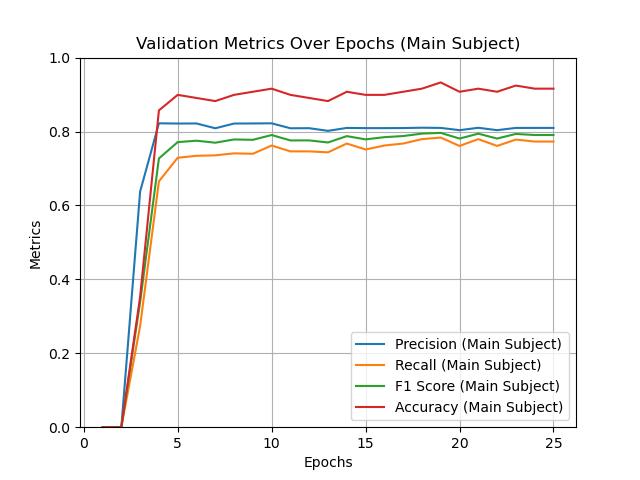 Validation Metrics Over Epochs (Main Subject)
1.0
0.8
0.6
0.4
0.2
0.0
Metrics
0 5 10 15 20 25
Epochs
Precision (Main Subject)
Recall (Main Subject)
F1 Score (Main Subject)
Accuracy (Main Subject)